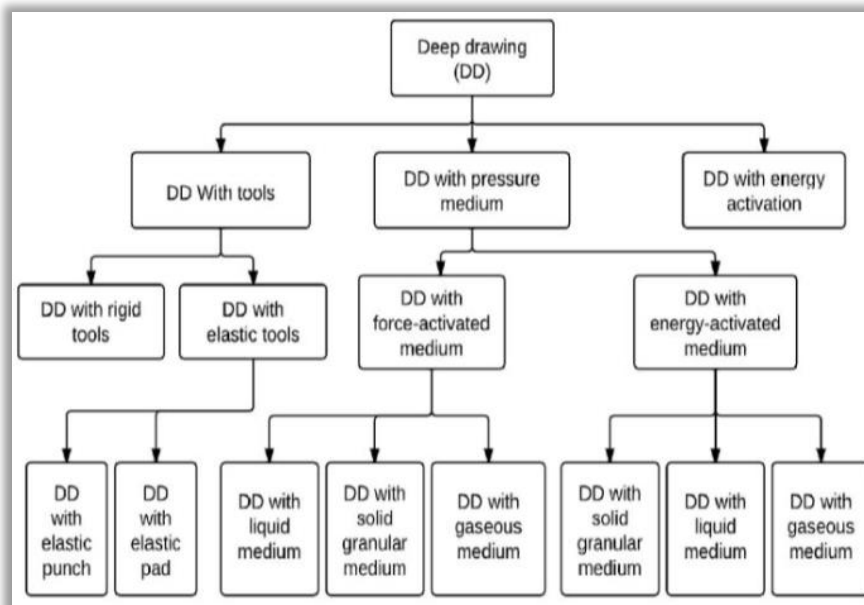 Deep drawing
(DD)
DD With tools
DD with pressure
medium
DD with energy
activation
DD with rigid
tools
DD with
elastic tools
DD with
force-activated
medium
DD with
energy-activated
medium
DD
with
elastic
punch
DD
with
elastic
pad
DD with
liquid
medium
DD with
solid
granular
medium
DD with
gaseous
medium
DD with
solid
granular
medium
DD with
liquid
medium
DD with
gaseous
medium